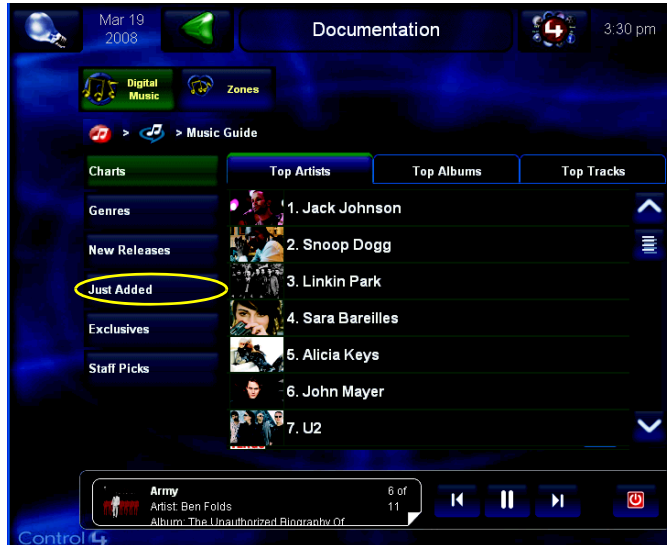 Mar 19
2008
Documentation
4
3:30 pm
Digital
Music
Zones
> > Music Guide
Charts
Top Artists
Top Albums
Top Tracks
Genres
New Releases
Just Added
Exclusives
Staff Picks
1. Jack Johnson
2. Snoop Dogg
3. Linkin Park
4. Sara Bareilles
5. Alicia Keys
6. John Mayer
7. U2
Army
Artist: Ben Folds
Album: The Unauthorized Biography Of
6 of
11
Control4